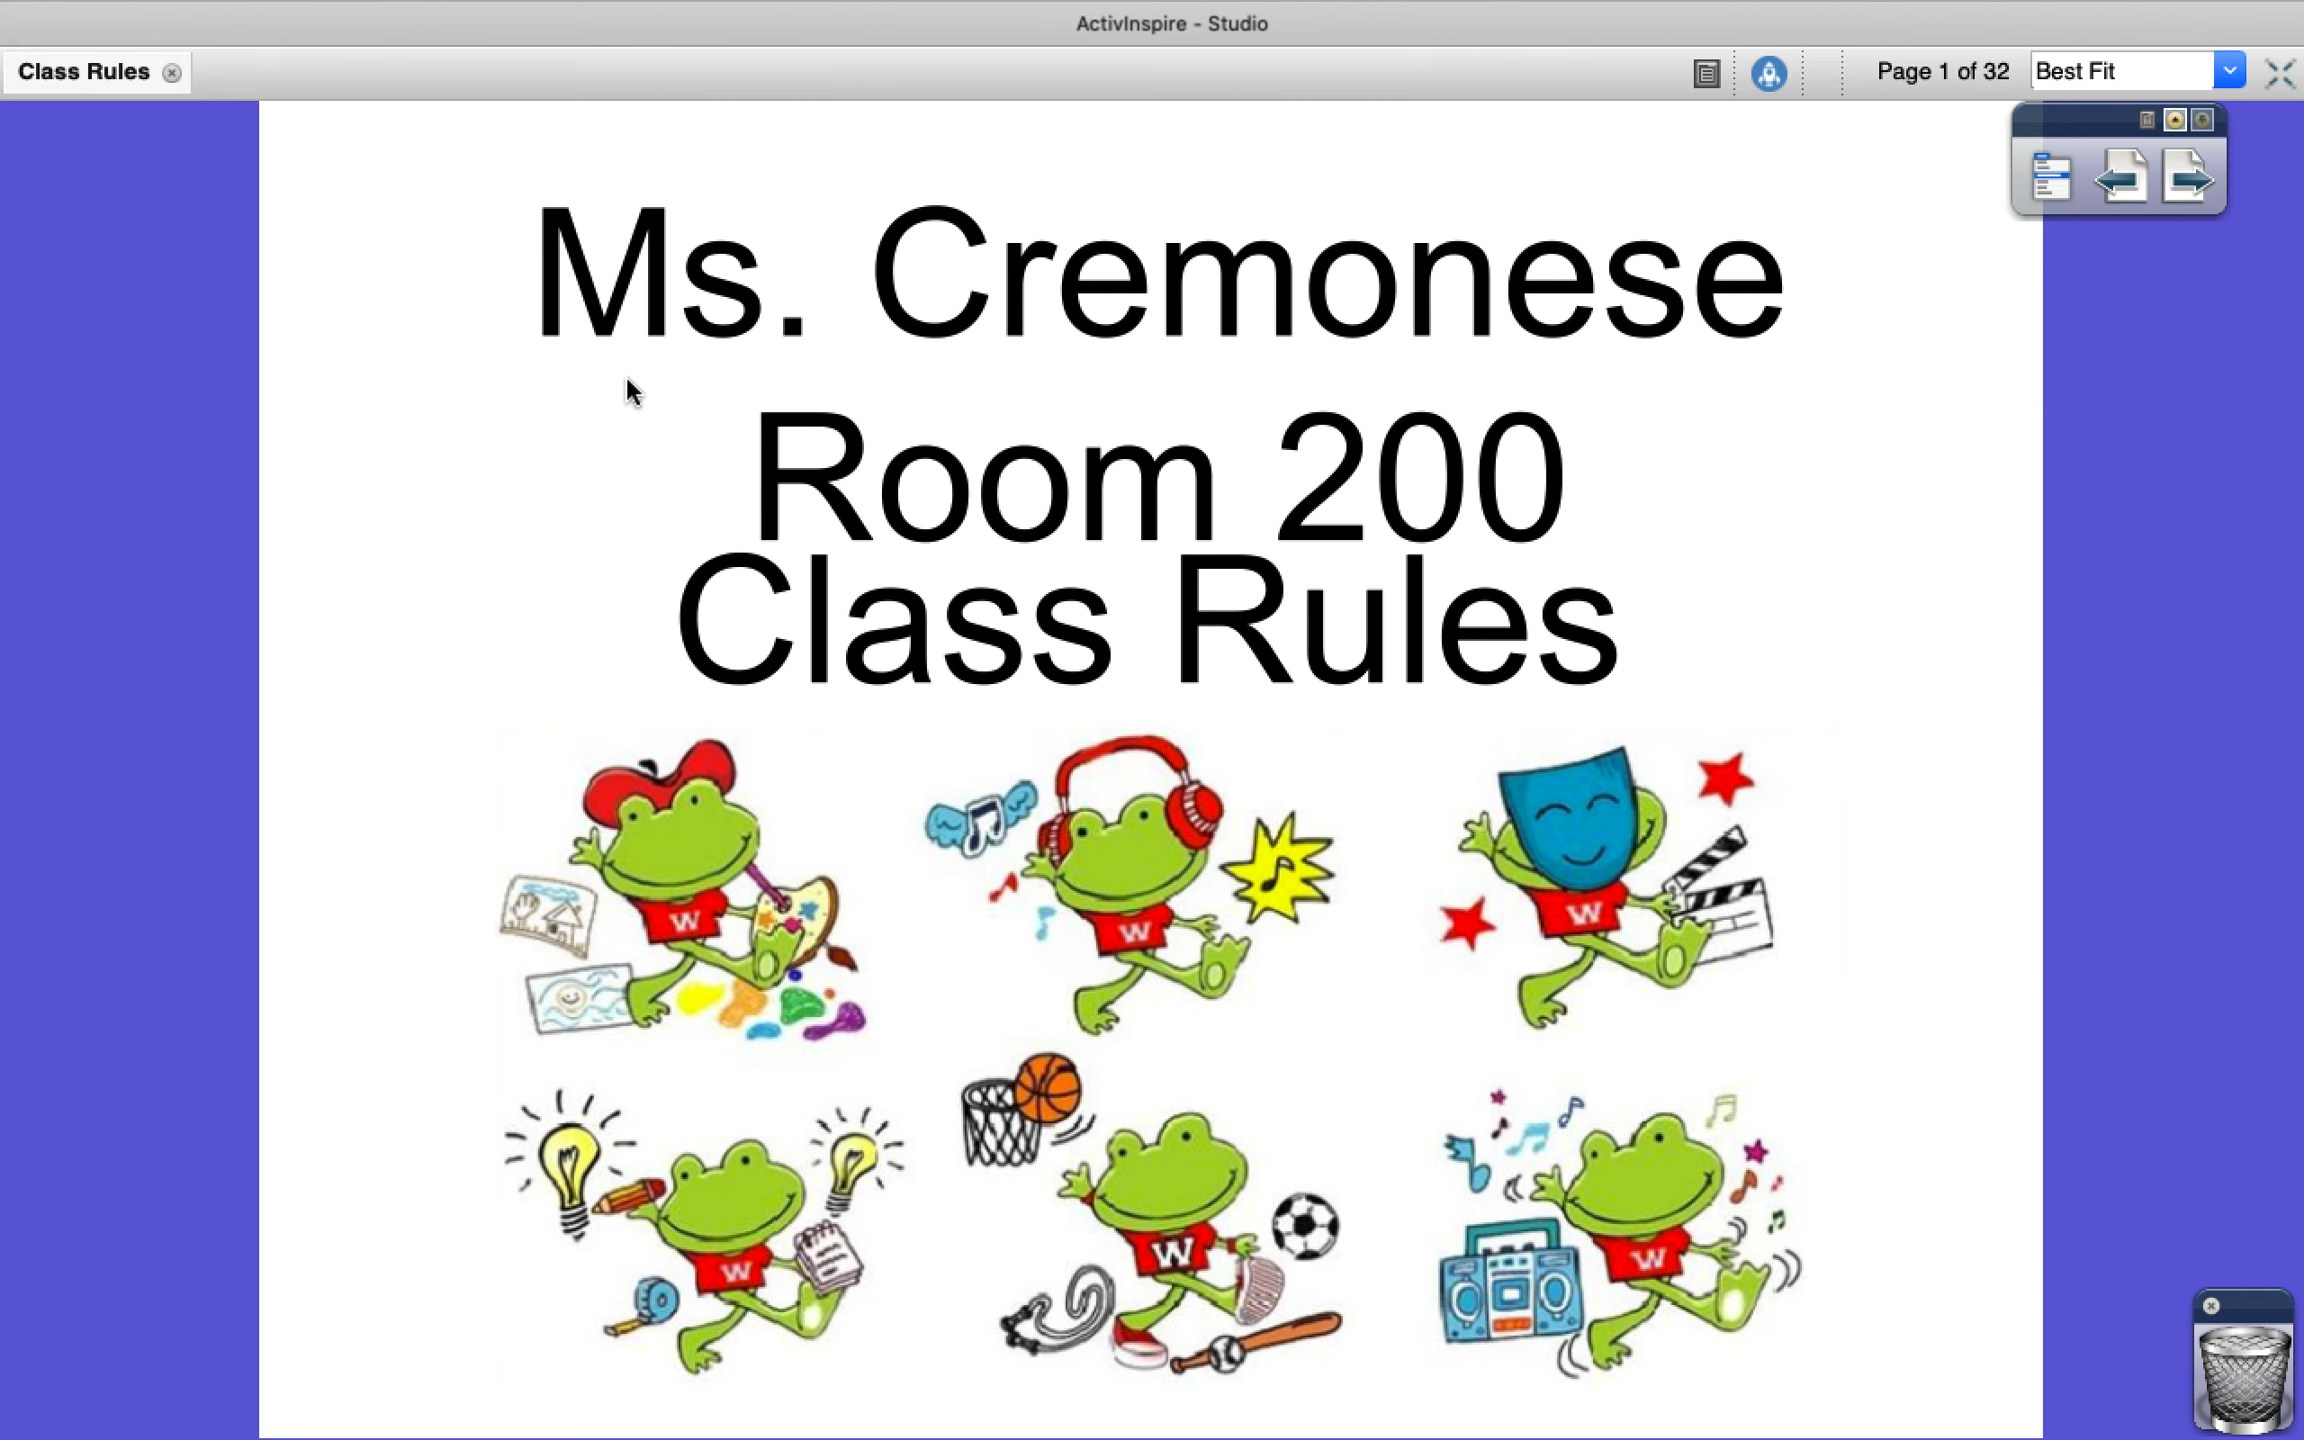 ActivInspire - Studio
Class Rules
Page 1 of 32
Best Fit
Ms. Cremonese
Room 200
Class Rules
W
W
W
W
W
W